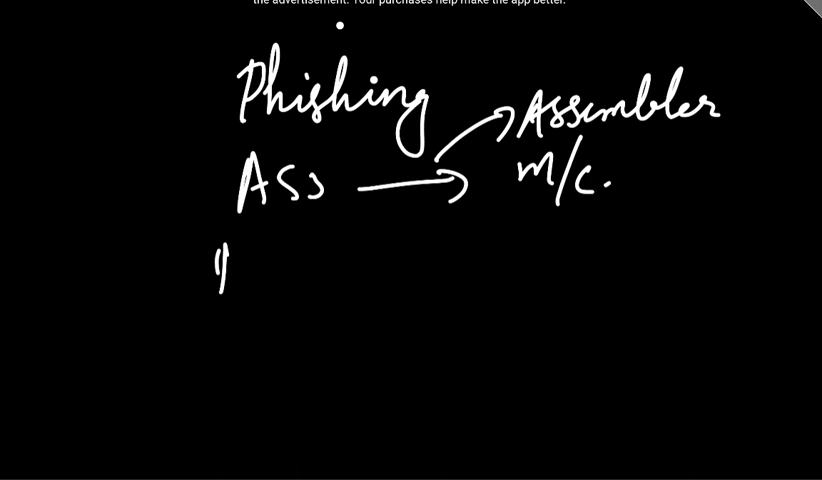 the advertisement. Your purchases help make the app better.
Phishing
Assembler
Ass → m/c.